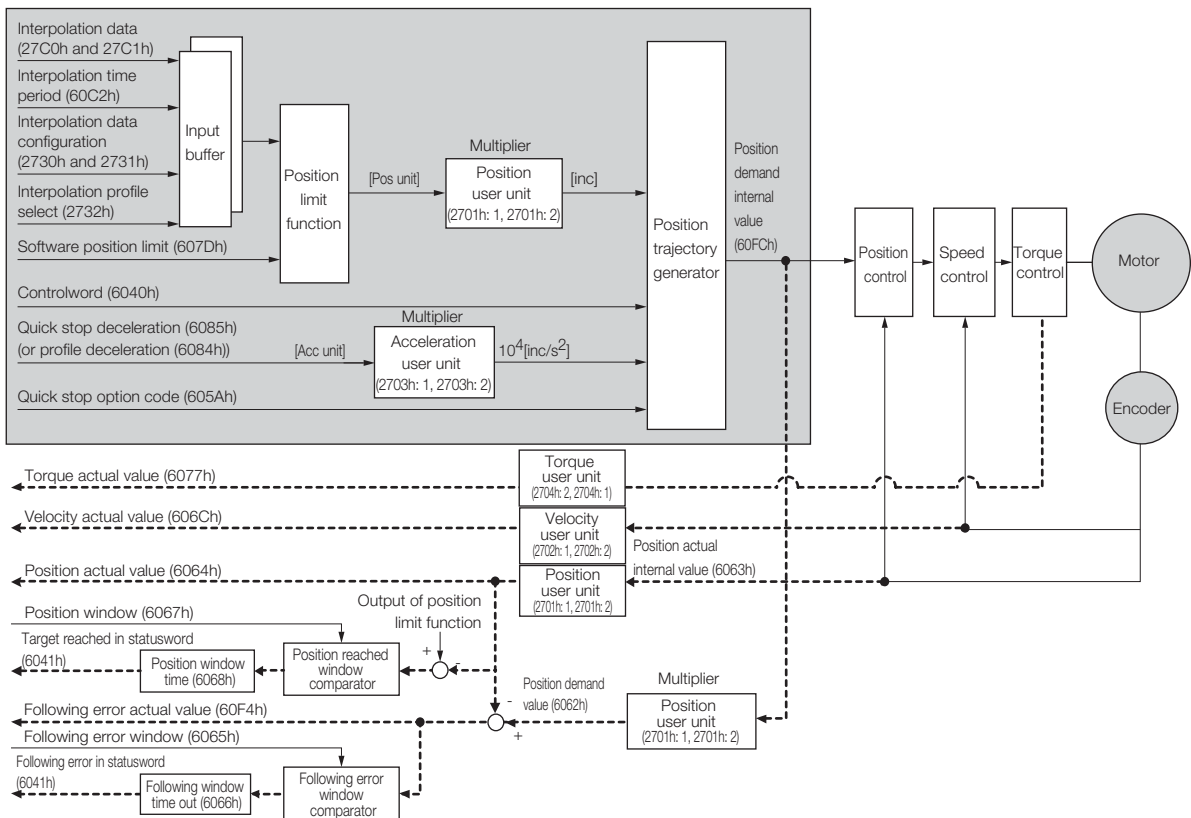 Interpolation data
(27C0h and 27C1h)
Interpolation time
period (60C2h)
Interpolation data
configuration
(2730h and 2731h)
Interpolation profile
select (2732h)
Input
buffer
Software position limit (607Dh)
Position
limit
function
[Pos unit]
Multiplier
Position
user unit
(2701h: 1, 2701h: 2)
[inc]
Controlword (6040h)
Quick stop deceleration (6085h)
(or profile deceleration (6084h))
[Acc unit]
Multiplier
Acceleration
user unit
(2703h: 1, 2703h: 2)
10⁴[inc/s²]
Quick stop option code (605Ah)
Position
trajectory
generator
Position
demand
internal
value
(60FCh)
Position
control
Speed
control
Torque
control
Motor
Encoder
Torque actual value (6077h)
Torque
user unit
(2704h: 2, 2704h: 1)
Velocity actual value (606Ch)
Velocity
user unit
(2702h: 1, 2702h: 2)
Position actual
internal value (6063h)
Position actual value (6064h)
Position
user unit
(2701h: 1, 2701h: 2)
Position window (6067h)
Output of position
limit function
+
-
Target reached in statusword
(6041h)
Position window
time (6068h)
Position reached
window
comparator
Position demand
value (6062h)
-
+
Multiplier
Position
user unit
(2701h: 1, 2701h: 2)
Following error actual value (60F4h)
Following error window (6065h)
Following error in statusword
(6041h)
Following window
time out (6066h)
Following error
window
comparator